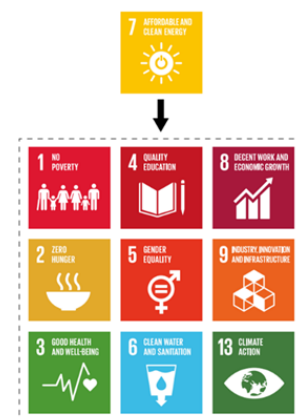 7 AFFORDABLE AND
CLEAN ENERGY
1 NO
POVERTY
4 QUALITY
EDUCATION
8 DECENT WORK AND
ECONOMIC GROWTH
2 ZERO
HUNGER
5 GENDER
EQUALITY
9 INDUSTRY, INNOVATION
AND INFRASTRUCTURE
3 GOOD HEALTH
AND WELL-BEING
6 CLEAN WATER
AND SANITATION
13 CLIMATE
ACTION